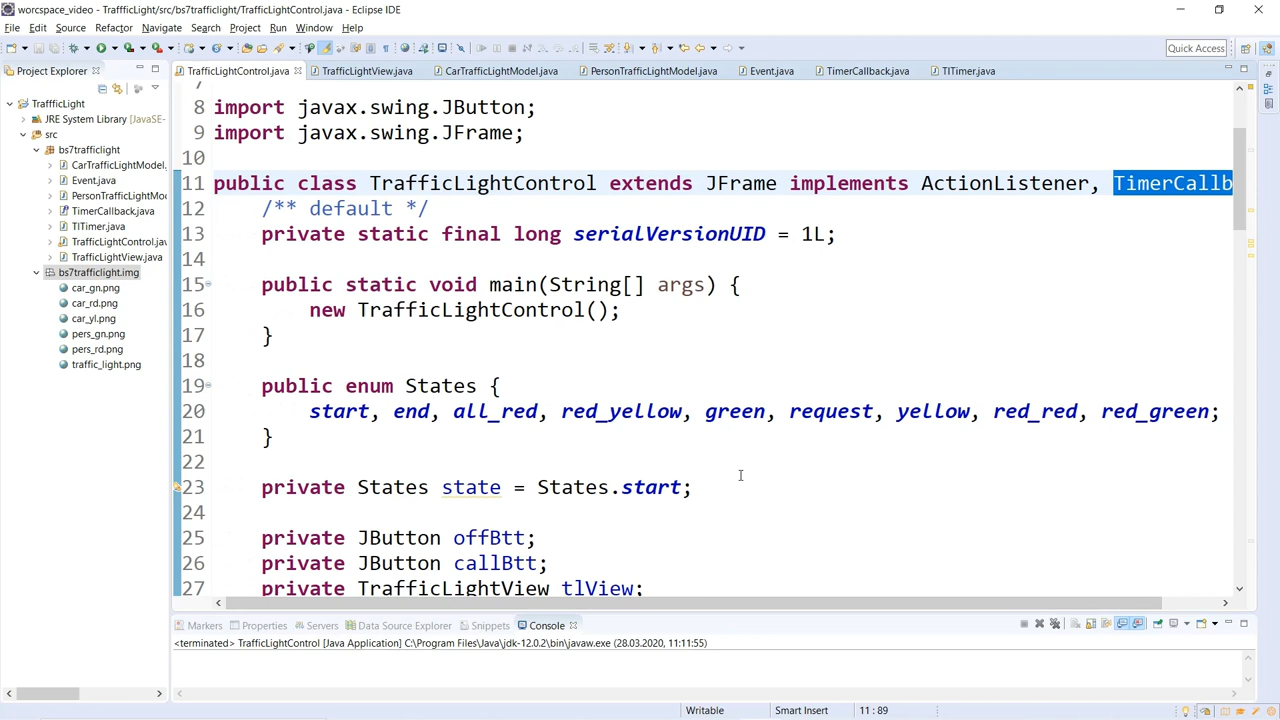 worcspace_video - TraffficLight/src/bs7trafficlight/TrafficLightControl.java - Eclipse IDE
File Edit Source Refactor Navigate Search Project Run Window Help
Quick Access
Project Explorer
TrafficLightControl.java TrafficLightView.java CarTrafficLightModel.java PersonTrafficLightModel.java Event.java TimerCallback.java TlTimer.java
TraffficLight
JRE System Library [JavaSE-
src
bs7trafficlight
CarTrafficLightModel.
Event.java
PersonTrafficLightMod
TimerCallback.java
TlTimer.java
TrafficLightControl.jav
TrafficLightView.java
bs7trafficlight.img
car_gn.png
car_rd.png
car_yl.png
pers_gn.png
pers_rd.png
traffic_light.png
7
8 import javax.swing.JButton;
9 import javax.swing.JFrame;
10
11 public class TrafficLightControl extends JFrame implements ActionListener, TimerCallb
12 /** default */
13 private static final long serialVersionUID = 1L;
14
15 public static void main(String[] args) {
16 new TrafficLightControl();
17 }
18
19 public enum States {
20 start, end, all_red, red_yellow, green, request, yellow, red_red, red_green;
21 }
22
23 private States state = States.start;
24
25 private JButton offBtt;
26 private JButton callBtt;
27 private TrafficLightView tlView;
Markers Properties Servers Data Source Explorer Snippets Console
<terminated> TrafficLightControl [Java Application] C:\Program Files\Java\jdk-12.0.2\bin\javaw.exe (28.03.2020, 11:11:55)
Writable Smart Insert 11 : 89